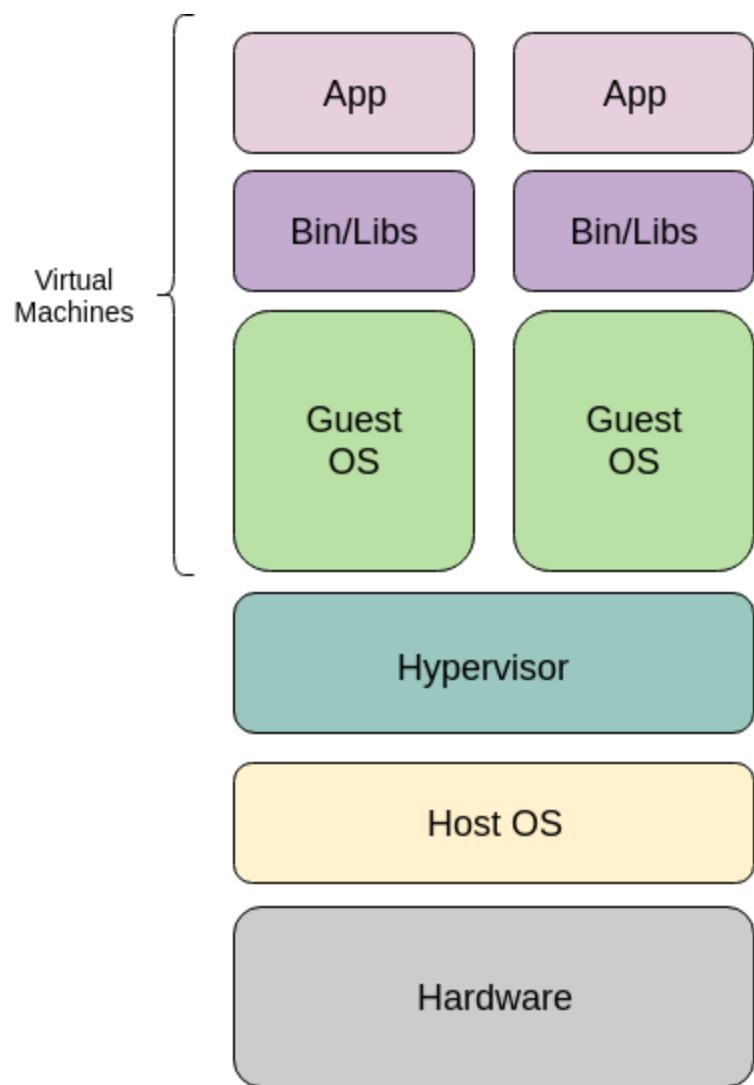 App
App
Bin/Libs
Bin/Libs
Virtual
Machines
Guest
OS
Guest
OS
Hypervisor
Host OS
Hardware